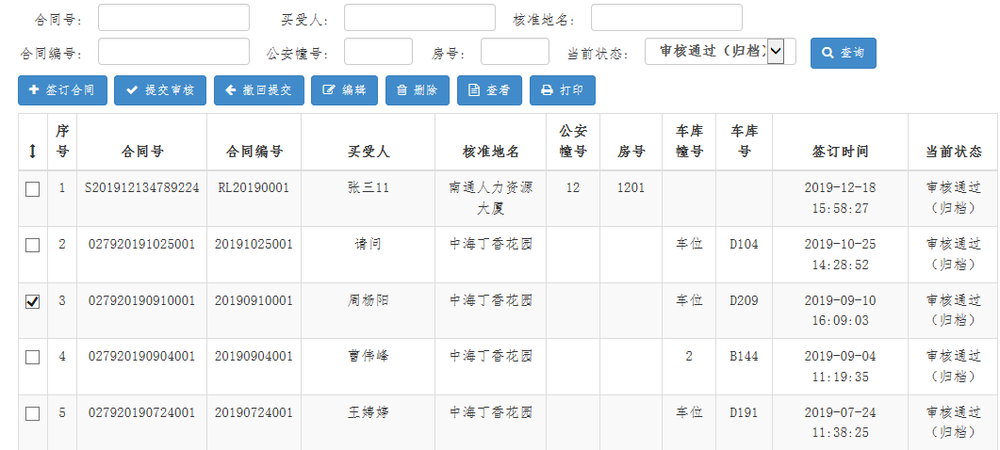 合同号： 买受人： 核准地名：
合同编号： 公安幢号： 房号： 当前状态： 审核通过（归档） 查询
签订合同 提交审核 撤回提交 编辑 删除 查看 打印
序号 合同号 合同编号 买受人 核准地名 公安幢号 房号 车库幢号 车库号 签订时间 当前状态
1 S201912134789224 RL20190001 张三11 南通人力资源大厦 12 1201 2019-12-18 15:58:27 审核通过（归档）
2 027920191025001 20191025001 请问 中海丁香花园 车位 D104 2019-10-25 14:28:52 审核通过（归档）
3 027920190910001 20190910001 周杨阳 中海丁香花园 车位 D209 2019-09-10 16:09:03 审核通过（归档）
4 027920190904001 20190904001 曹伟峰 中海丁香花园 2 B144 2019-09-04 11:19:35 审核通过（归档）
5 027920190724001 20190724001 王婷婷 中海丁香花园 车位 D191 2019-07-24 11:38:25 审核通过（归档）